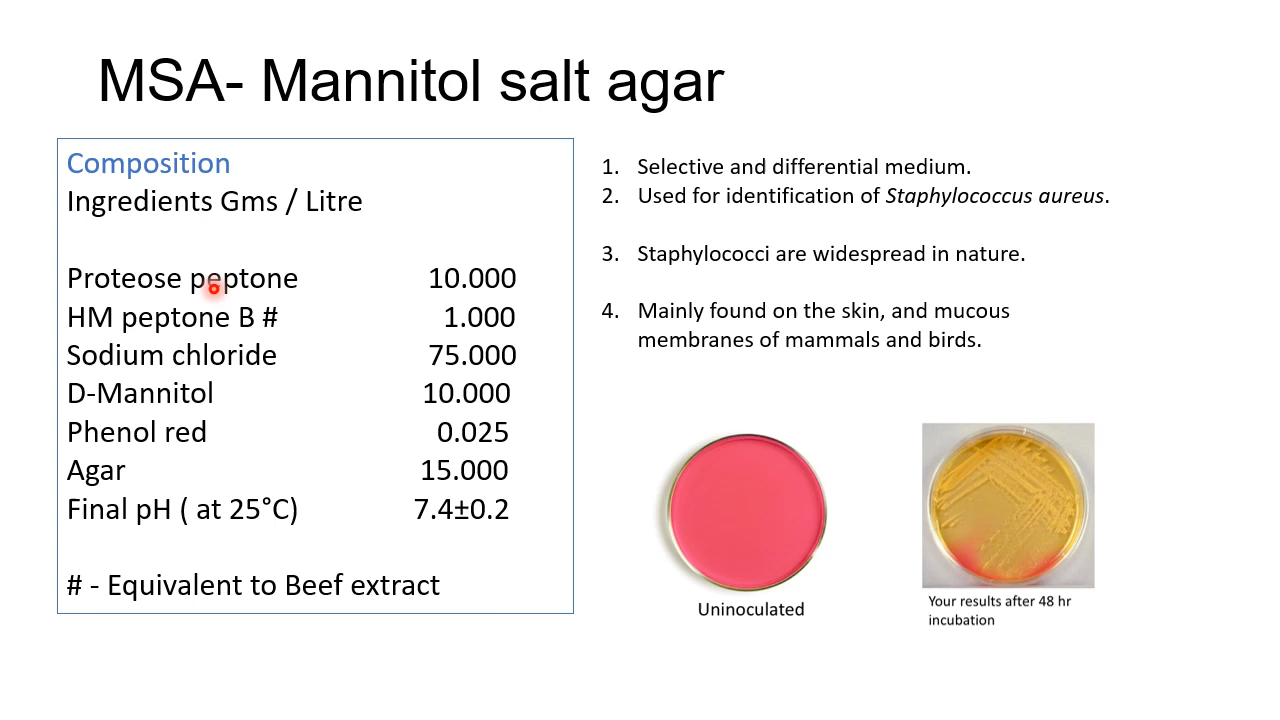 MSA- Mannitol salt agar
Composition
Ingredients Gms / Litre
Proteose peptone 10.000
HM peptone B # 1.000
Sodium chloride 75.000
D-Mannitol 10.000
Phenol red 0.025
Agar 15.000
Final pH ( at 25°C) 7.4±0.2
# - Equivalent to Beef extract
1. Selective and differential medium.
2. Used for identification of Staphylococcus aureus.
3. Staphylococci are widespread in nature.
4. Mainly found on the skin, and mucous
membranes of mammals and birds.
Uninoculated
Your results after 48 hr
incubation